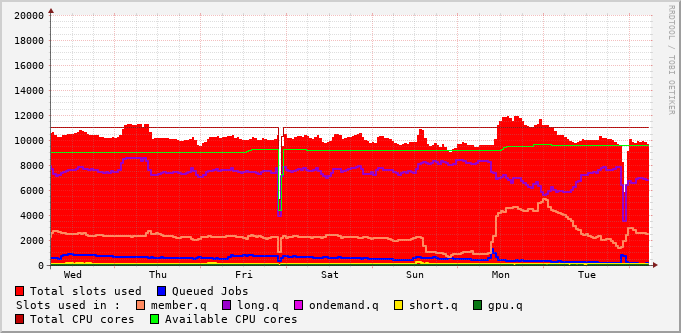 20000
18000
16000
14000
12000
10000
8000
6000
4000
2000
0
Wed Thu Fri Sat Sun Mon Tue
RRDTOOL / TOBI OETIKER
Total slots used Queued Jobs
Slots used in : member.q long.q ondemand.q short.q gpu.q
Total CPU cores Available CPU cores